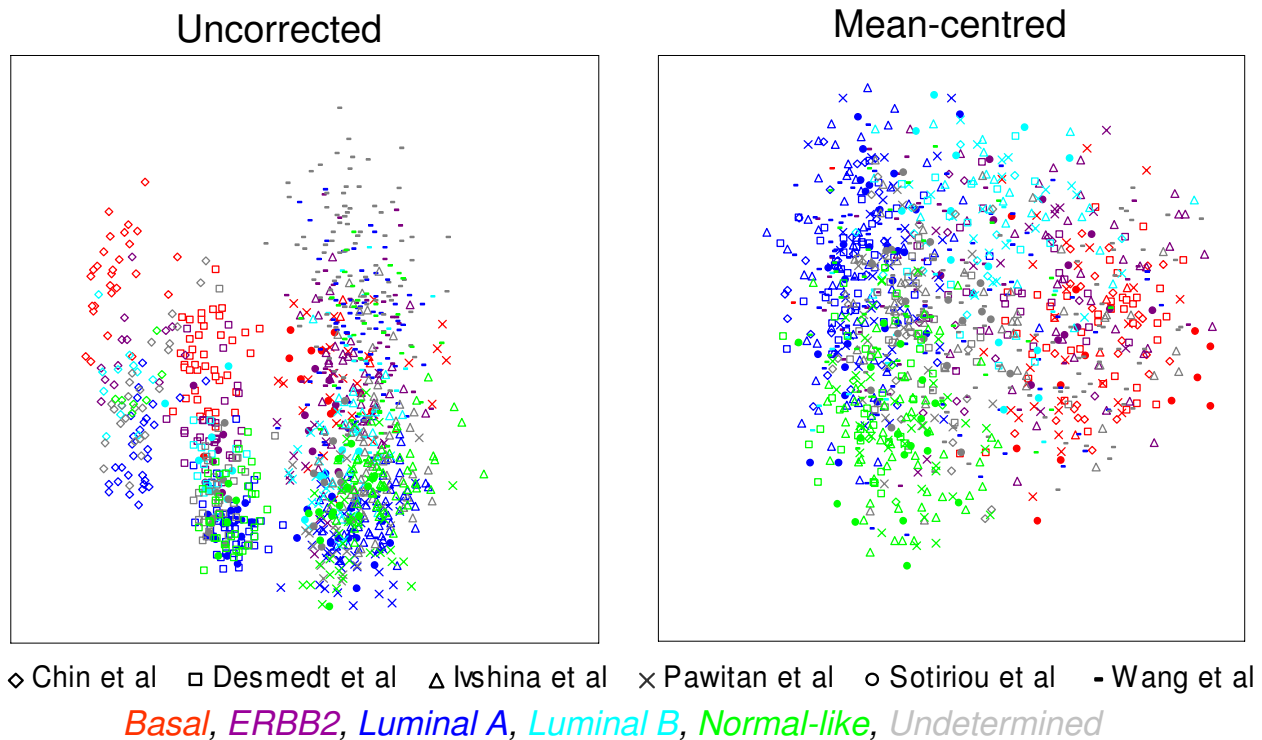 Uncorrected
Mean-centred
Chin et al Desmedt et al Ivshina et al Pawitan et al Sotiriou et al Wang et al
Basal, ERBB2, Luminal A, Luminal B, Normal-like, Undetermined